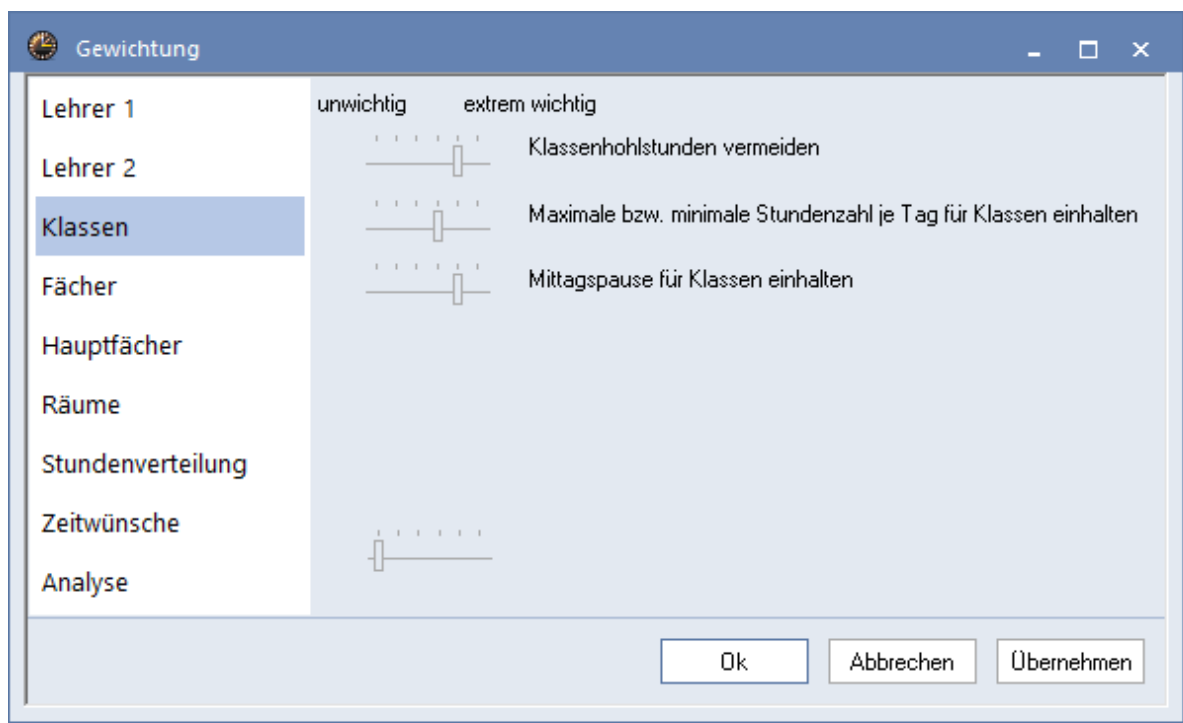 Gewichtung
Lehrer 1
Lehrer 2
Klassen
Fächer
Hauptfächer
Räume
Stundenverteilung
Zeitwünsche
Analyse
unwichtig extrem wichtig
Klassenhohlstunden vermeiden
Maximale bzw. minimale Stundenzahl je Tag für Klassen einhalten
Mittagspause für Klassen einhalten
Ok Abbrechen Übernehmen